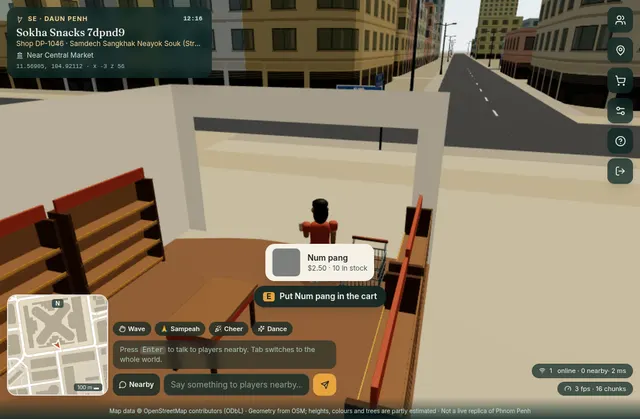 SE · DAUN PENH
12:16
Sokha Snacks 7dpnd9
Shop DP-1046 · Samdech Sangkhak Neayok Souk (Str...
Near Central Market
11.56905, 104.92112 · X -3 Z 56
Num pang
$2.50 · 10 in stock
E Put Num pang in the cart
N
100 m
Wave
Sampeah
Cheer
Dance
Press Enter to talk to players nearby. Tab switches to the
whole world.
Nearby
Say something to players nearby...
1 online · 0 nearby · 2 ms
3 fps · 16 chunks
Map data © OpenStreetMap contributors (ODbL) · Geometry from OSM; heights, colours and trees are partly estimated · Not a live replica of Phnom Penh